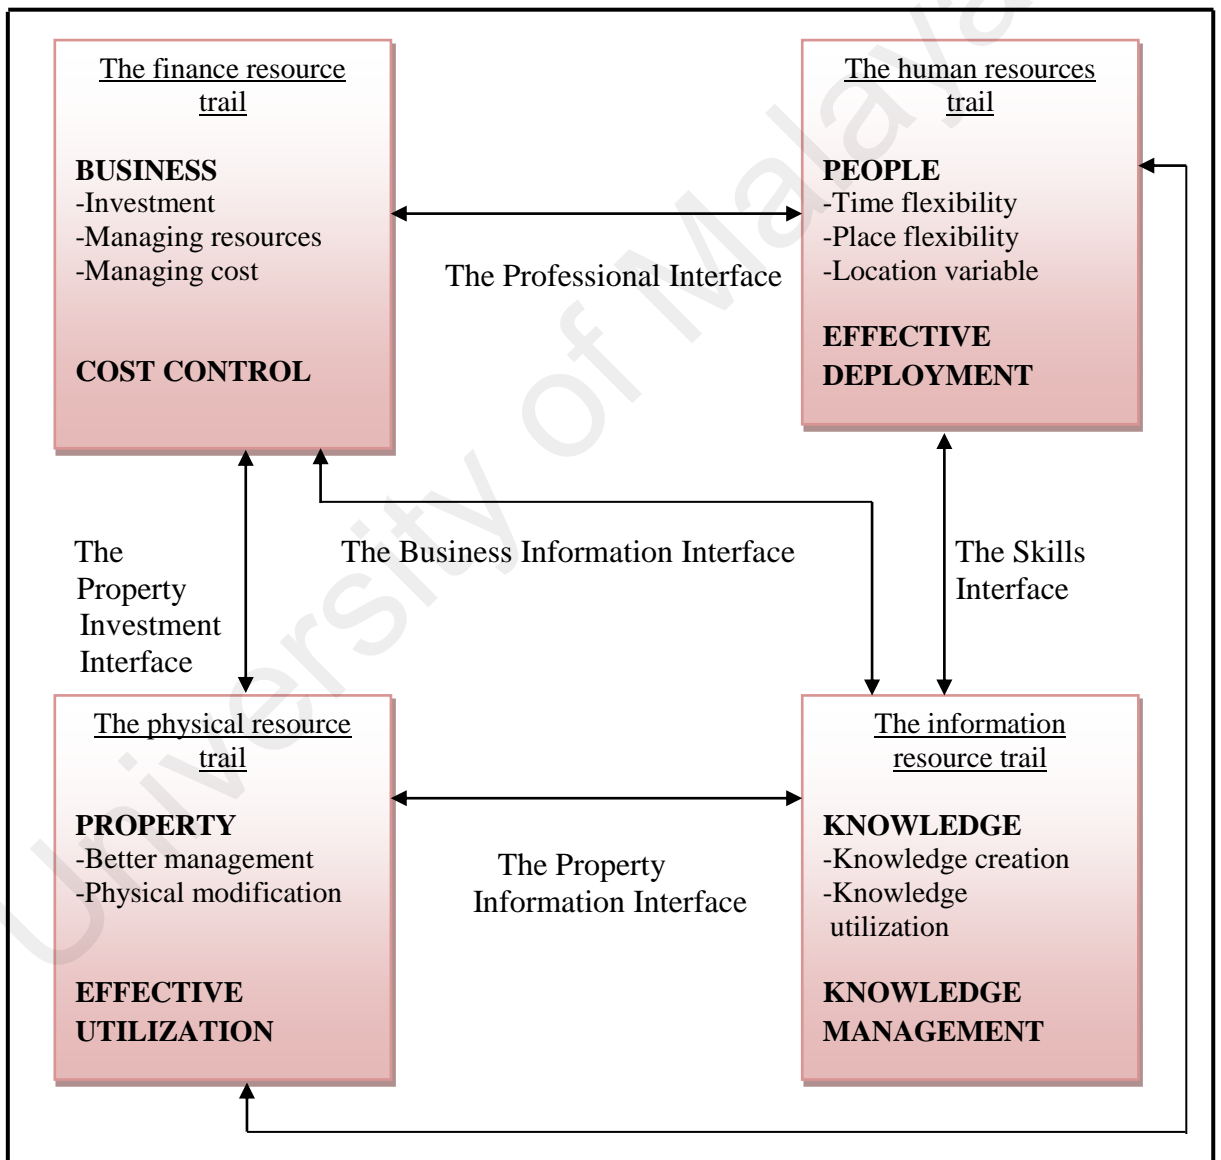 The finance resource
trail
BUSINESS
-Investment
-Managing resources
-Managing cost
COST CONTROL
The human resources
trail
PEOPLE
-Time flexibility
-Place flexibility
-Location variable
EFFECTIVE
DEPLOYMENT
The Professional Interface
The
Property
Investment
Interface
The Business Information Interface
The Skills
Interface
The physical resource
trail
PROPERTY
-Better management
-Physical modification
EFFECTIVE
UTILIZATION
The Property
Information Interface
The information
resource trail
KNOWLEDGE
-Knowledge creation
-Knowledge
utilization
KNOWLEDGE
MANAGEMENT
University of Malaya